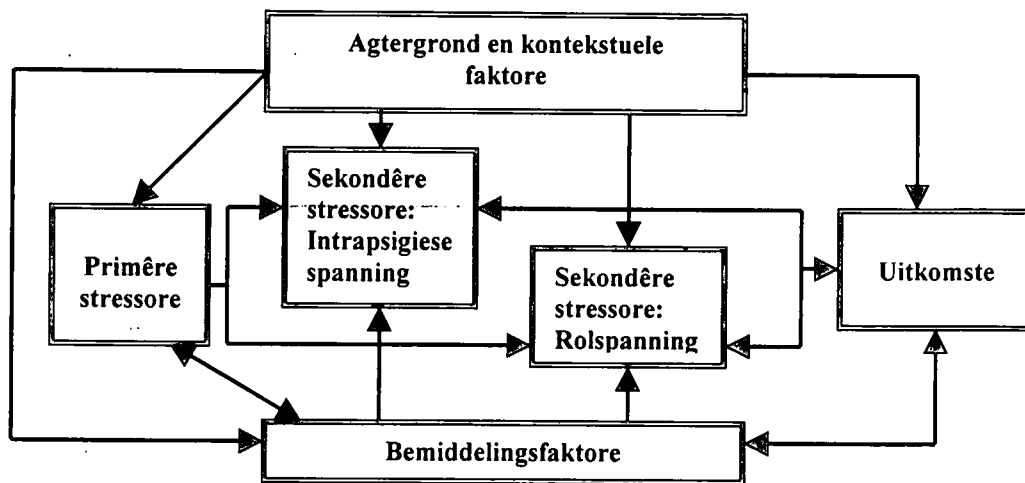 Agtergrond en kontekstuele
faktore
Sekondêre
stressore:
Intrapsigiese
spanning
Primêre
stressore
Sekondêre
stressore:
Rolspanning
Uitkomste
Bemiddelingsfaktore